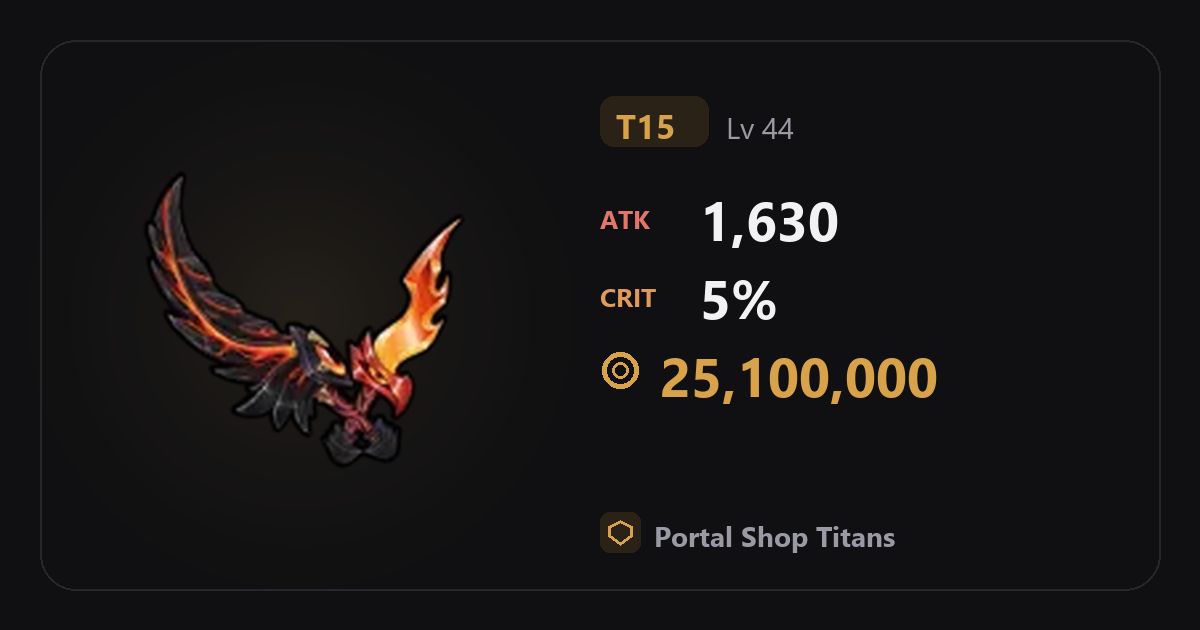 T15 Lv 44
ATK 1,630
CRIT 5%
25,100,000
Portal Shop Titans